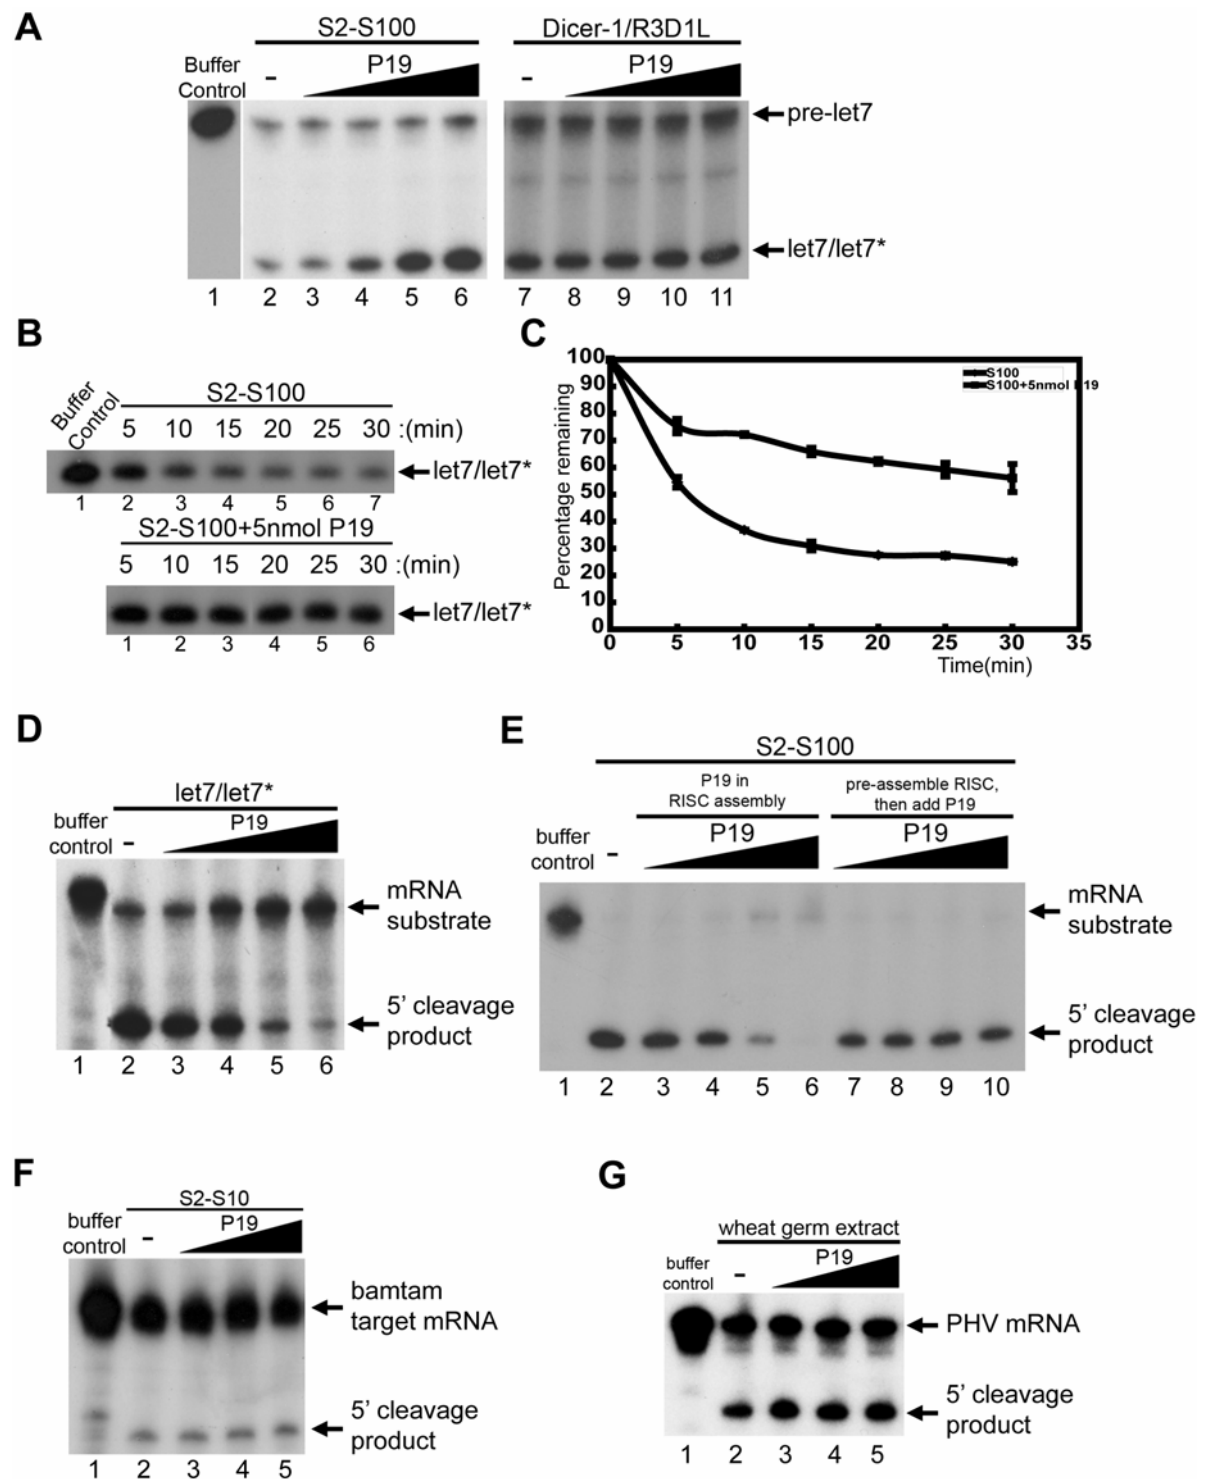 A
S2-S100
Dicer-1/R3D1L
Buffer
Control
-
P19
-
P19
pre-let7
let7/let7*
1 2 3 4 5 6 7 8 9 10 11
B
Buffer
Control
S2-S100
5 10 15 20 25 30 :(min)
let7/let7*
1 2 3 4 5 6 7
S2-S100+5nmol P19
5 10 15 20 25 30 :(min)
let7/let7*
1 2 3 4 5 6
C
Percentage remaining
100
90
80
70
60
50
40
30
20
10
0
0 5 10 15 20 25 30 35
Time(min)
S100
S100+5nmol P19
D
let7/let7*
buffer
control
-
P19
mRNA
substrate
5' cleavage
product
1 2 3 4 5 6
E
S2-S100
P19 in
RISC assembly
pre-assemble RISC,
then add P19
buffer
control
-
P19
P19
mRNA
substrate
5' cleavage
product
1 2 3 4 5 6 7 8 9 10
F
S2-S10
buffer
control
-
P19
bamtam
target mRNA
5' cleavage
product
1 2 3 4 5
G
wheat germ extract
buffer
control
-
P19
PHV mRNA
5' cleavage
product
1 2 3 4 5